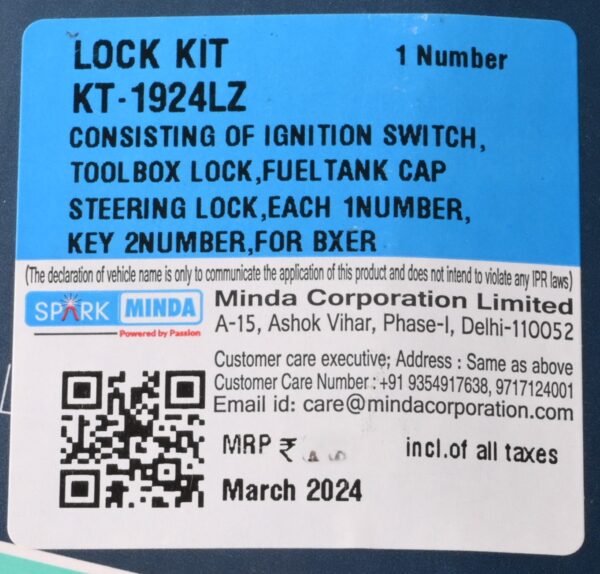 LOCK KIT 1 Number
KT-1924LZ
CONSISTING OF IGNITION SWITCH,
TOOLBOX LOCK,FUELTANK CAP
STEERING LOCK,EACH 1NUMBER,
KEY 2NUMBER,FOR BXER
(The declaration of vehicle name is only to communicate the application of this product and does not intend to violate any IPR laws)
SPARK MINDA
Powered by Passion
Minda Corporation Limited
A-15, Ashok Vihar, Phase-I, Delhi-110052
Customer care executive; Address : Same as above
Customer Care Number : +91 9354917638, 9717124001
Email id: care@mindacorporation.com
MRP ₹ incl.of all taxes
March 2024